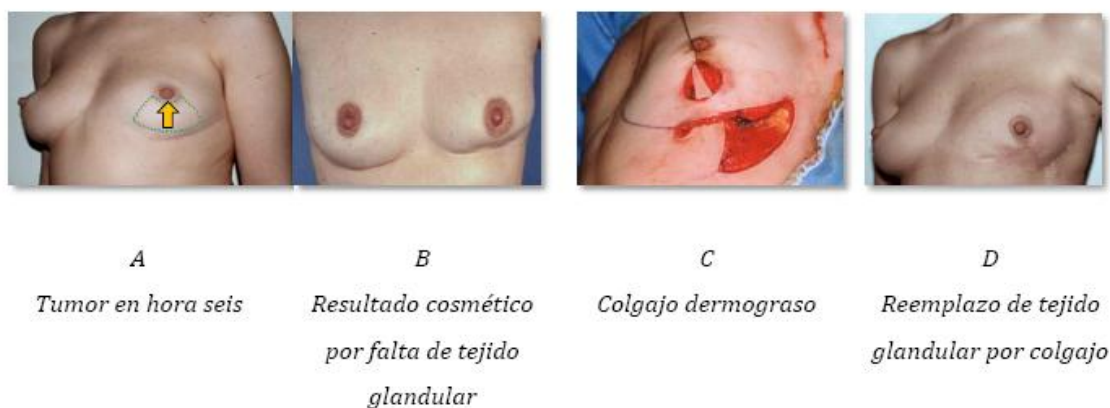 A
Tumor en hora seis
B
Resultado cosmético
por falta de tejido
glandular
C
Colgajo dermograso
D
Reemplazo de tejido
glandular por colgajo